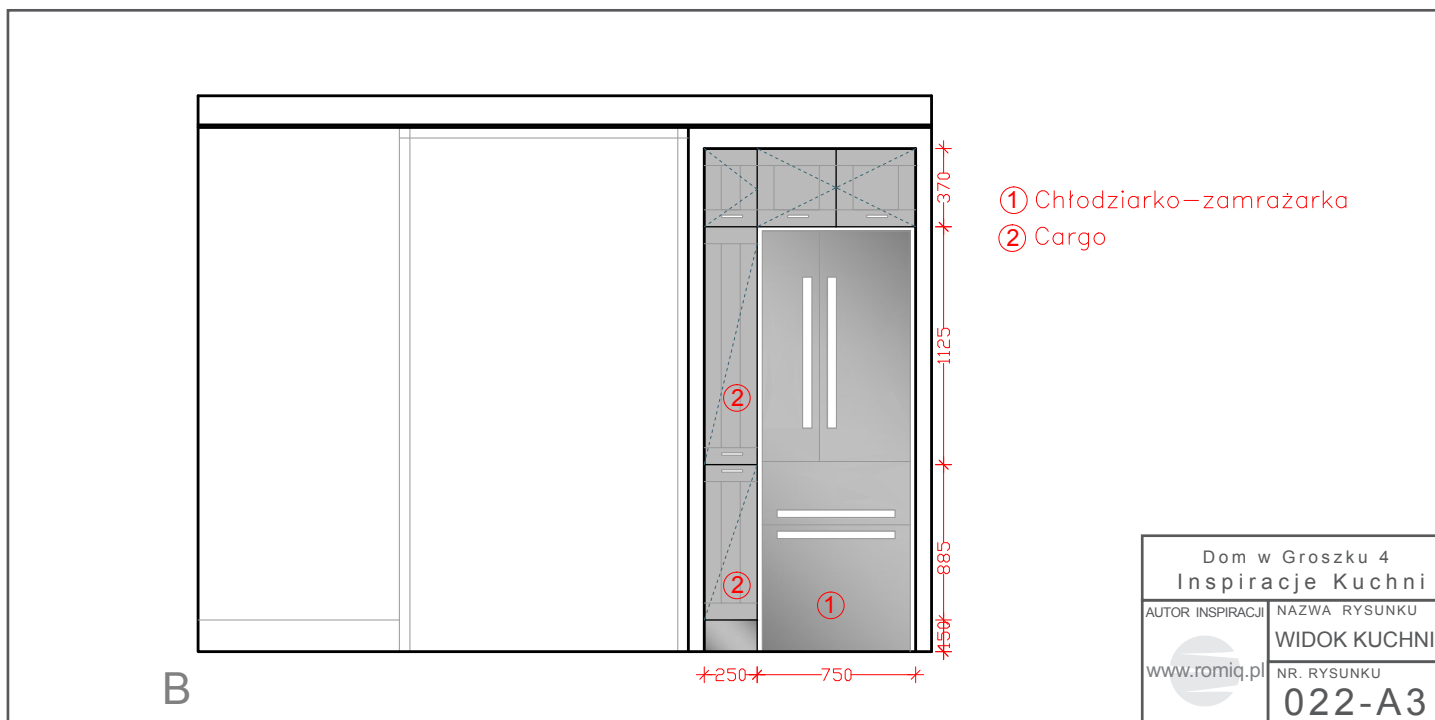 370
① Chłodziarko-zamrażarka
② Cargo
1125
②
885
②
①
150
250
750
B
Dom w Groszku 4
Inspiracje Kuchni
AUTOR INSPIRACJI
www.romiq.pl
NAZWA RYSUNKU
WIDOK KUCHNI
NR. RYSUNKU
022-A3